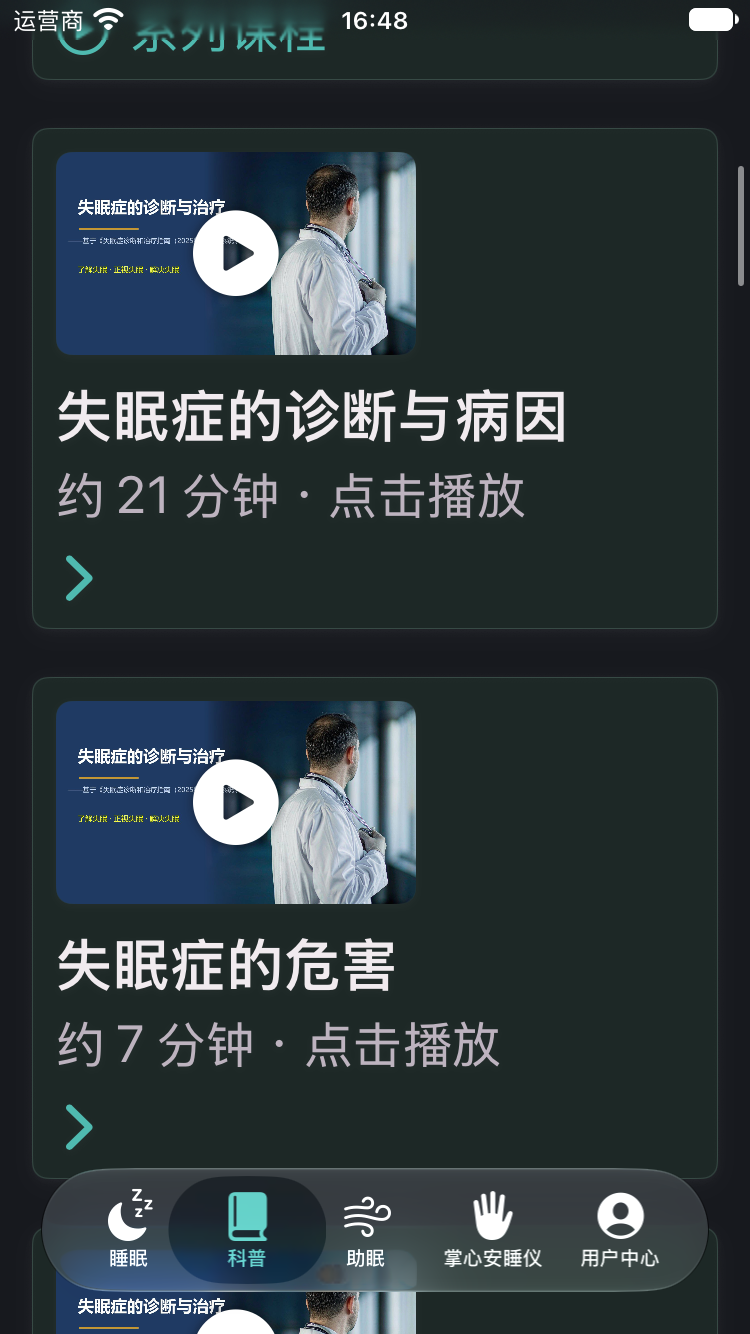 运营商
16:48
系列课程
失眠症的诊断与治疗
了解失眠·正视失眠·解决失眠
失眠症的诊断与病因
约 21 分钟 · 点击播放
失眠症的诊断与治疗
了解失眠·正视失眠·解决失眠
失眠症的危害
约 7 分钟 · 点击播放
睡眠
科普
助眠
掌心安睡仪
用户中心
失眠症的诊断与治疗